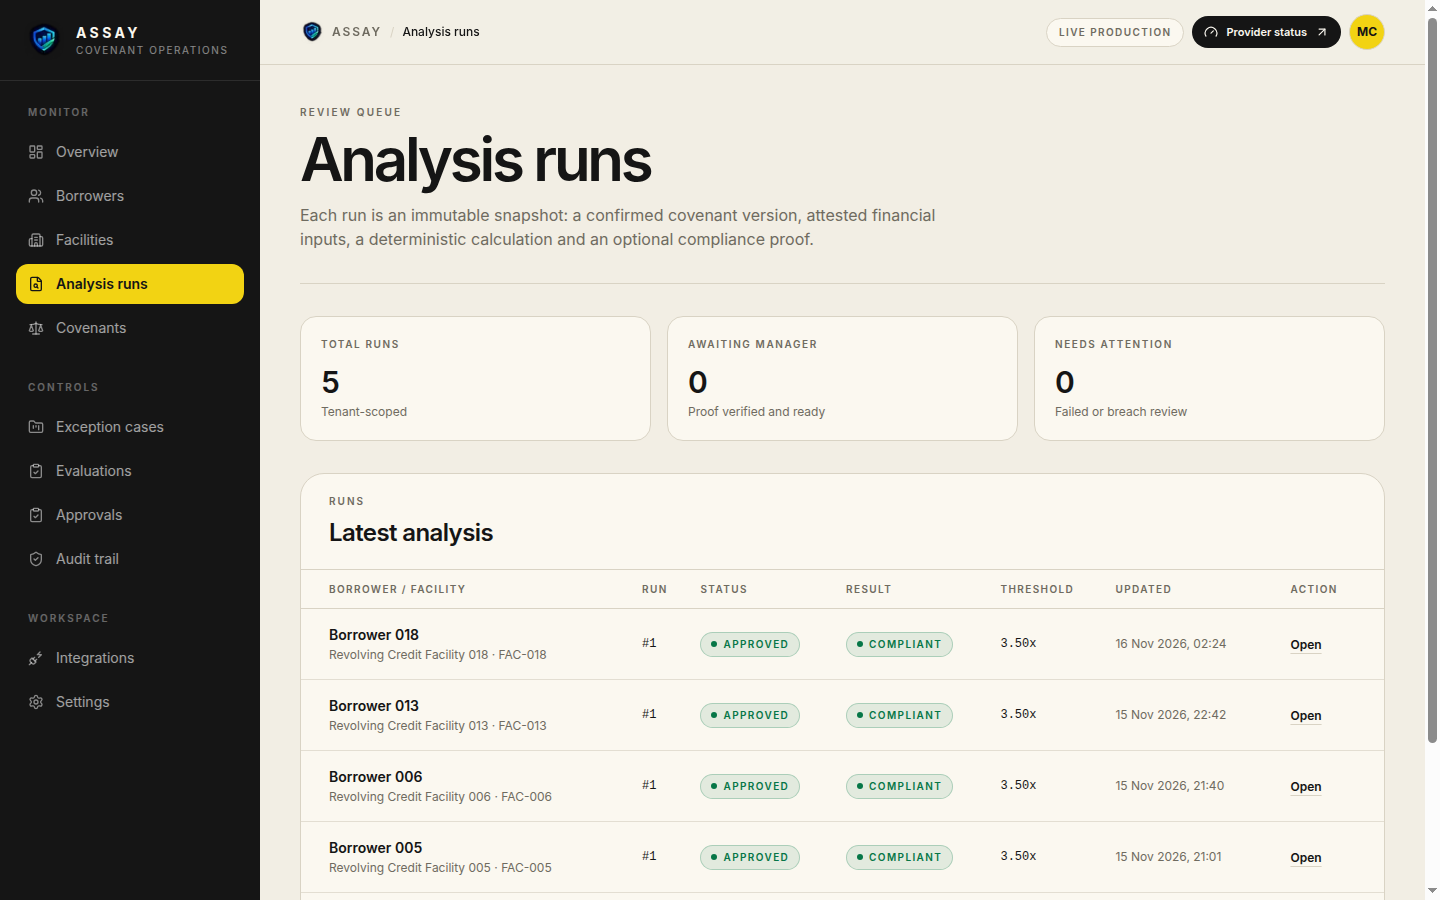 ASSAY
COVENANT OPERATIONS
MONITOR
Overview
Borrowers
Facilities
Analysis runs
Covenants
CONTROLS
Exception cases
Evaluations
Approvals
Audit trail
WORKSPACE
Integrations
Settings
ASSAY / Analysis runs
LIVE PRODUCTION
Provider status
MC
REVIEW QUEUE
Analysis runs
Each run is an immutable snapshot: a confirmed covenant version, attested financial
inputs, a deterministic calculation and an optional compliance proof.
TOTAL RUNS
5
Tenant-scoped
AWAITING MANAGER
0
Proof verified and ready
NEEDS ATTENTION
0
Failed or breach review
RUNS
Latest analysis
BORROWER / FACILITY RUN STATUS RESULT THRESHOLD UPDATED ACTION
Borrower 018
Revolving Credit Facility 018 · FAC-018
#1 APPROVED COMPLIANT 3.50x 16 Nov 2026, 02:24 Open
Borrower 013
Revolving Credit Facility 013 · FAC-013
#1 APPROVED COMPLIANT 3.50x 15 Nov 2026, 22:42 Open
Borrower 006
Revolving Credit Facility 006 · FAC-006
#1 APPROVED COMPLIANT 3.50x 15 Nov 2026, 21:40 Open
Borrower 005
Revolving Credit Facility 005 · FAC-005
#1 APPROVED COMPLIANT 3.50x 15 Nov 2026, 21:01 Open